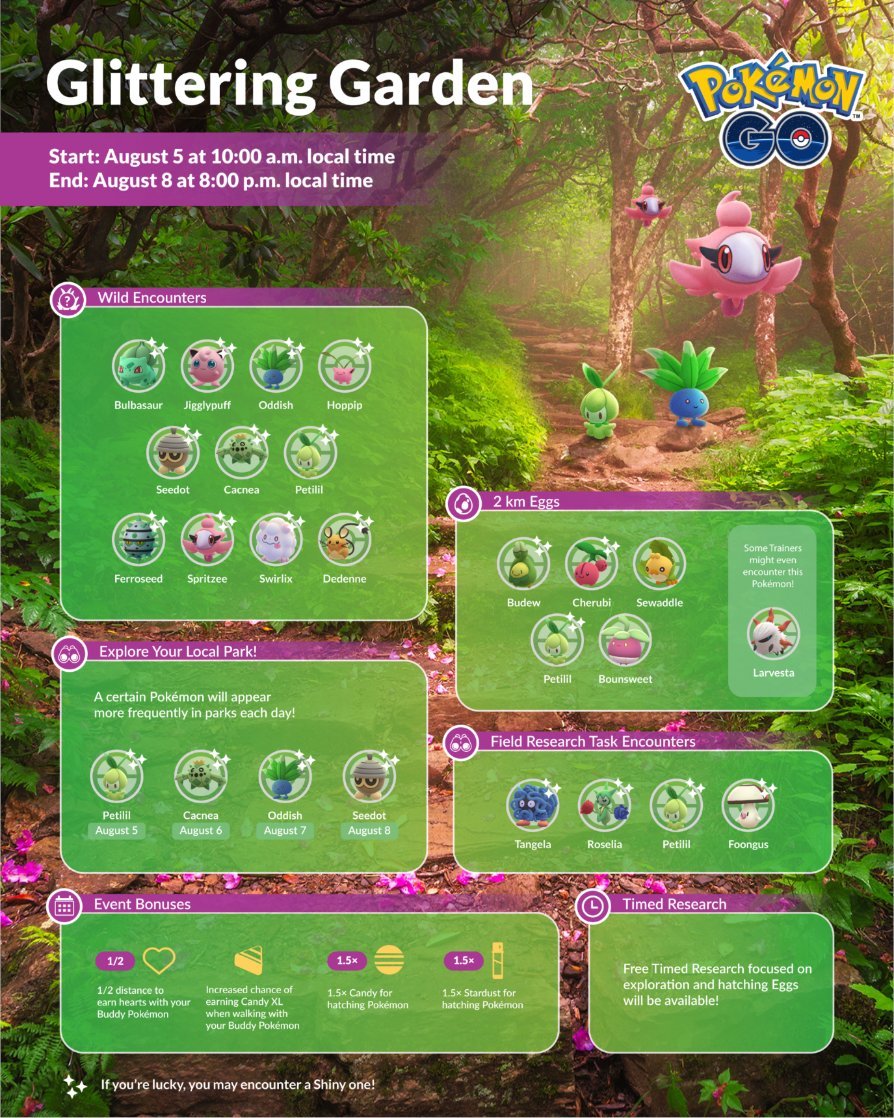 Glittering Garden
POKÉMON
GO
TM
Start: August 5 at 10:00 a.m. local time
End: August 8 at 8:00 p.m. local time
Wild Encounters
Bulbasaur Jigglypuff Oddish Hoppip
Seedot Cacnea Petilil
Ferroseed Spritzee Swirlix Dedenne
2 km Eggs
Budew Cherubi Sewaddle
Petilil Bounsweet
Some Trainers
might even
encounter this
Pokémon!
Larvesta
Explore Your Local Park!
A certain Pokémon will appear
more frequently in parks each day!
Petilil Cacnea Oddish Seedot
August 5 August 6 August 7 August 8
Field Research Task Encounters
Tangela Roselia Petilil Foongus
Event Bonuses
1/2
1/2 distance to
earn hearts with your
Buddy Pokémon
Increased chance of
earning Candy XL
when walking with
your Buddy Pokémon
1.5×
1.5× Candy for
hatching Pokémon
1.5×
1.5× Stardust for
hatching Pokémon
Timed Research
Free Timed Research focused on
exploration and hatching Eggs
will be available!
If you're lucky, you may encounter a Shiny one!